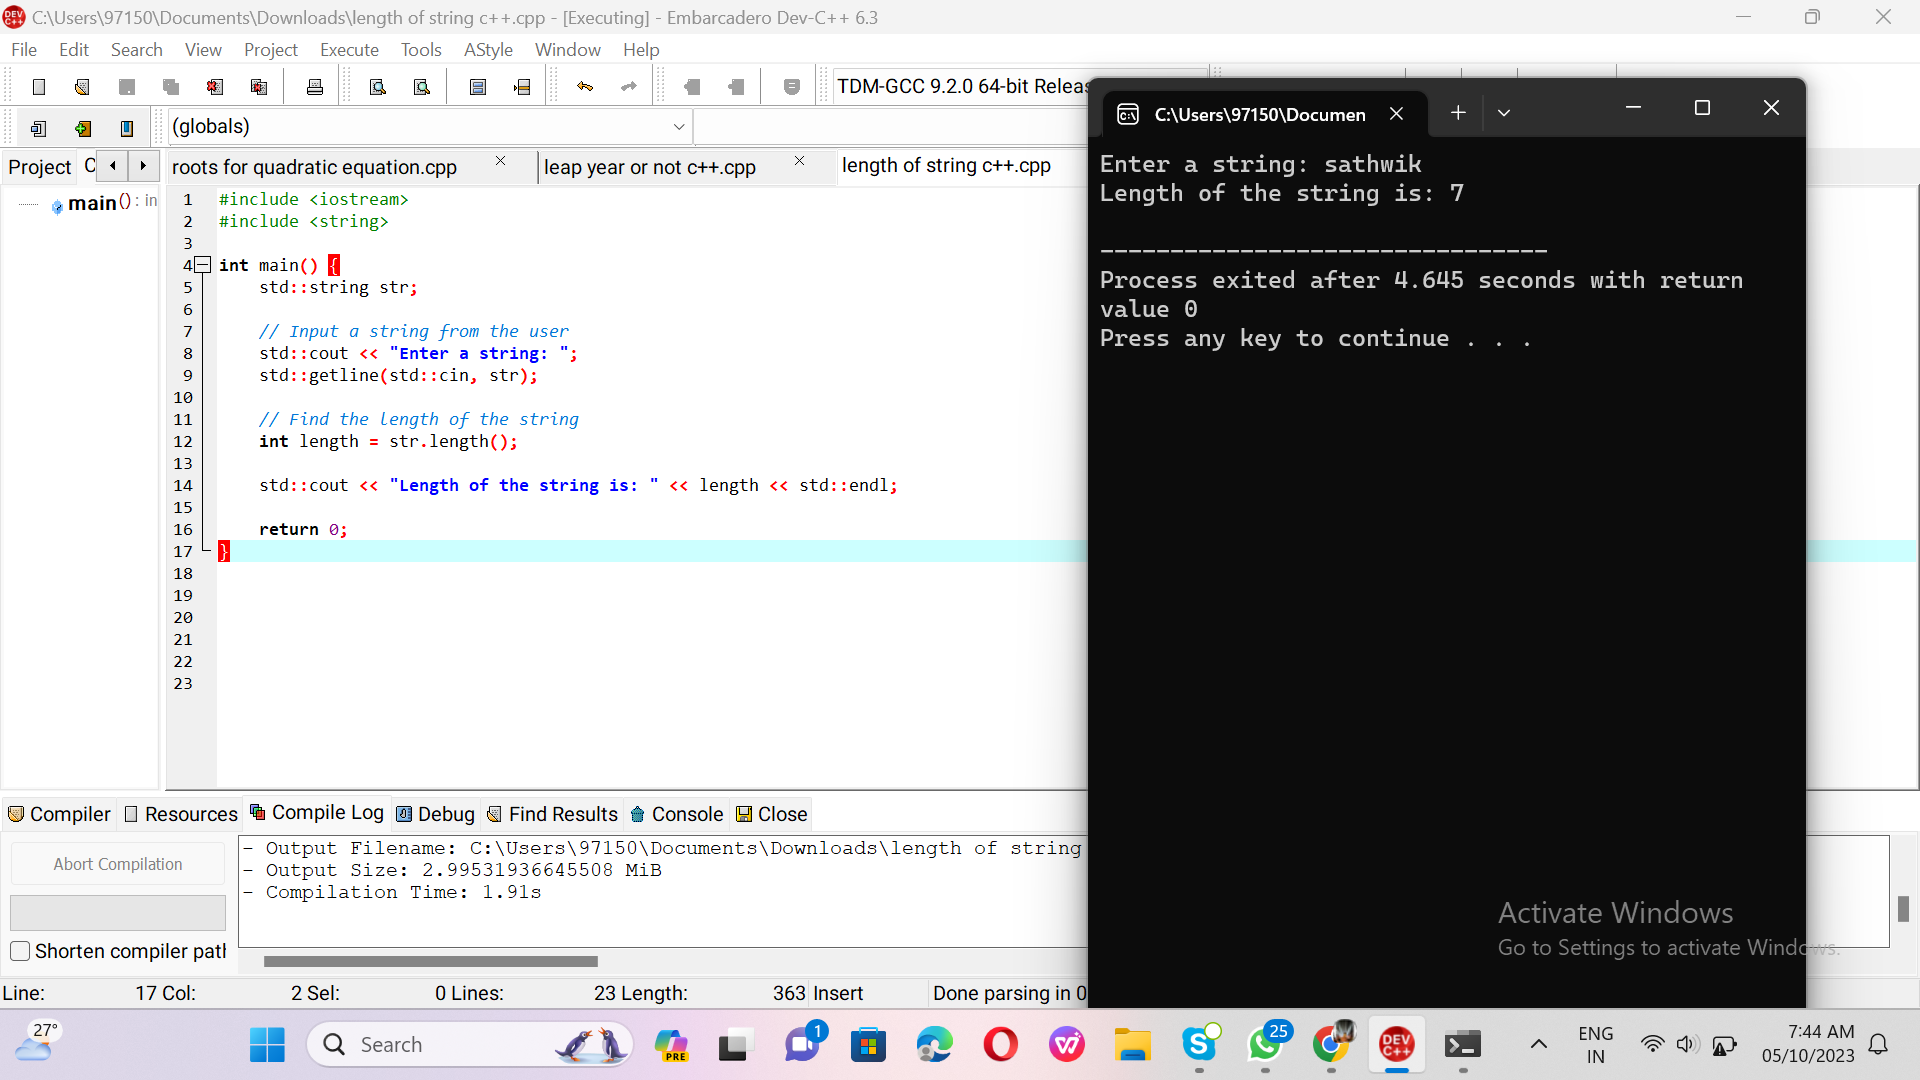 C:\Users\97150\Documents\Downloads\length of string c++.cpp - [Executing] - Embarcadero Dev-C++ 6.3
File Edit Search View Project Execute Tools AStyle Window Help
TDM-GCC 9.2.0 64-bit Relea
(globals)
Project C
roots for quadratic equation.cpp
leap year or not c++.cpp
length of string c++.cpp
main() : in
1 #include <iostream>
2 #include <string>
3
4 int main() {
5 std::string str;
6
7 // Input a string from the user
8 std::cout << "Enter a string: ";
9 std::getline(std::cin, str);
10
11 // Find the length of the string
12 int length = str.length();
13
14 std::cout << "Length of the string is: " << length << std::endl;
15
16 return 0;
17 }
18
19
20
21
22
23
C:\Users\97150\Documen
Enter a string: sathwik
Length of the string is: 7
--------------------------------
Process exited after 4.645 seconds with return
value 0
Press any key to continue . . .
Compiler Resources Compile Log Debug Find Results Console Close
Abort Compilation
Shorten compiler path
- Output Filename: C:\Users\97150\Documents\Downloads\length of string
- Output Size: 2.99531936645508 MiB
- Compilation Time: 1.91s
Activate Windows
Go to Settings to activate Windows.
Line: 17 Col: 2 Sel: 0 Lines: 23 Length: 363 Insert Done parsing in 0
27°
Search
PRE
1
25
DEV C++
ENG
IN
7:44 AM
05/10/2023